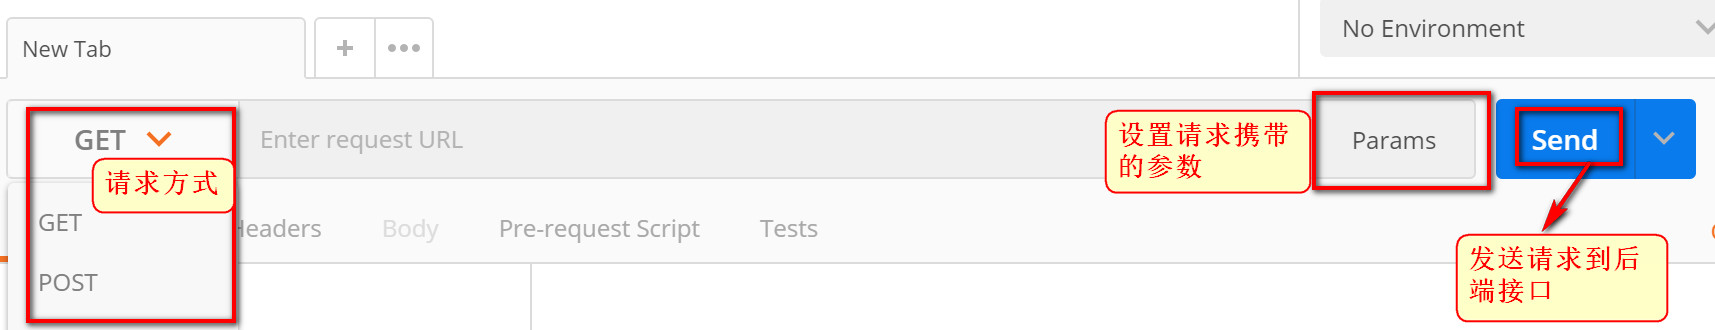 New Tab
No Environment
GET
Enter request URL
设置请求携带
的参数
Params
Send
请求方式
GET
Headers
Body
Pre-request Script
Tests
POST
发送请求到后
端接口